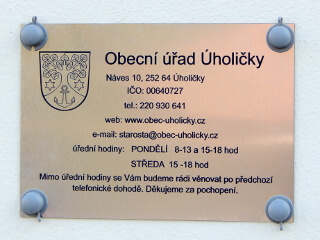 Obecní úřad Úholičky
Náves 10, 252 64 Úholičky
IČO: 00640727
tel.: 220 930 641
web: www.obec-uholicky.cz
e-mail: starosta@obec-uholicky.cz
úřední hodiny: PONDĚLÍ 8-13 a 15-18 hod
STŘEDA 15 -18 hod
Mimo úřední hodiny se Vám budeme rádi věnovat po předchozí
telefonické dohodě. Děkujeme za pochopení.